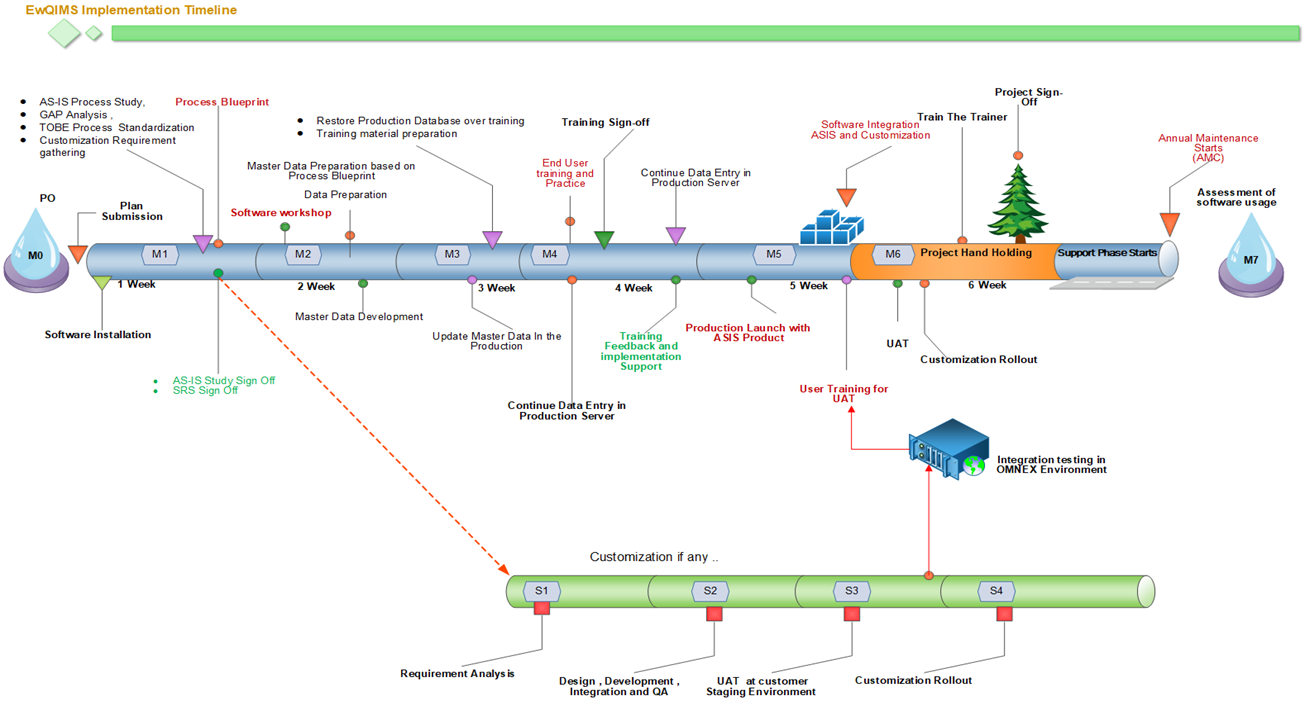 EwQIMS Implementation Timeline
AS-IS Process Study,
GAP Analysis ,
TOBE Process Standardization
Customization Requirement
gathering
Process Blueprint
Restore Production Database over training
Training material preparation
Training Sign-off
Software Integration
ASIS and Customization
Train The Trainer
Project Sign-
Off
Annual Maintenance
Starts
(AMC)
Master Data Preparation based on
Process Blueprint
Data Preparation
End User
training and
Practice
Continue Data Entry in
Production Server
PO
Plan
Submission
Software workshop
Assessment of
software usage
M0
M1
M2
M3
M4
M5
M6
Project Hand Holding
Support Phase Starts
M7
1 Week
2 Week
3 Week
4 Week
5 Week
6 Week
Software Installation
Master Data Development
Update Master Data In the
Production
Training
Feedback and
implementation
Support
Production Launch with
ASIS Product
UAT
Customization Rollout
AS-IS Study Sign Off
SRS Sign Off
Continue Data Entry in
Production Server
User Training for
UAT
Integration testing in
OMNEX Environment
Customization if any ..
S1
S2
S3
S4
Requirement Analysis
Design , Development ,
Integration and QA
UAT at customer
Staging Environment
Customization Rollout